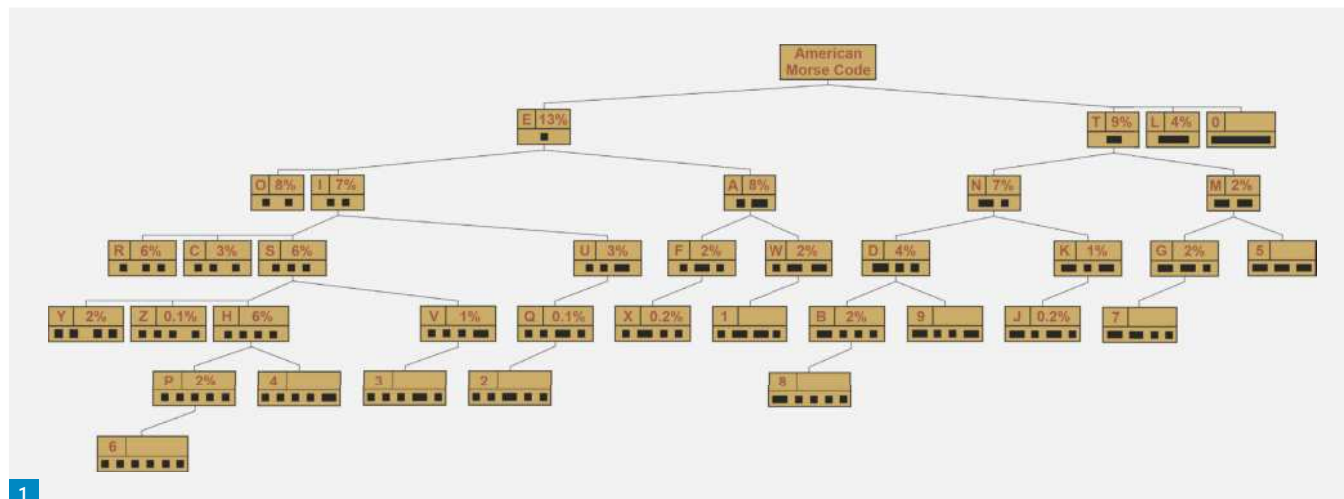 American
Morse Code
E 13%
T 9% L 4% 0
O 8% I 7% A 8% N 7% M 2%
R 6% C 3% S 6% U 3% F 2% W 2% D 4% K 1% G 2% 5
Y 2% Z 0.1% H 6% V 1% Q 0.1% X 0.2% 1 B 2% 9 J 0.2% 7
P 2% 4 3 2 8
6
1